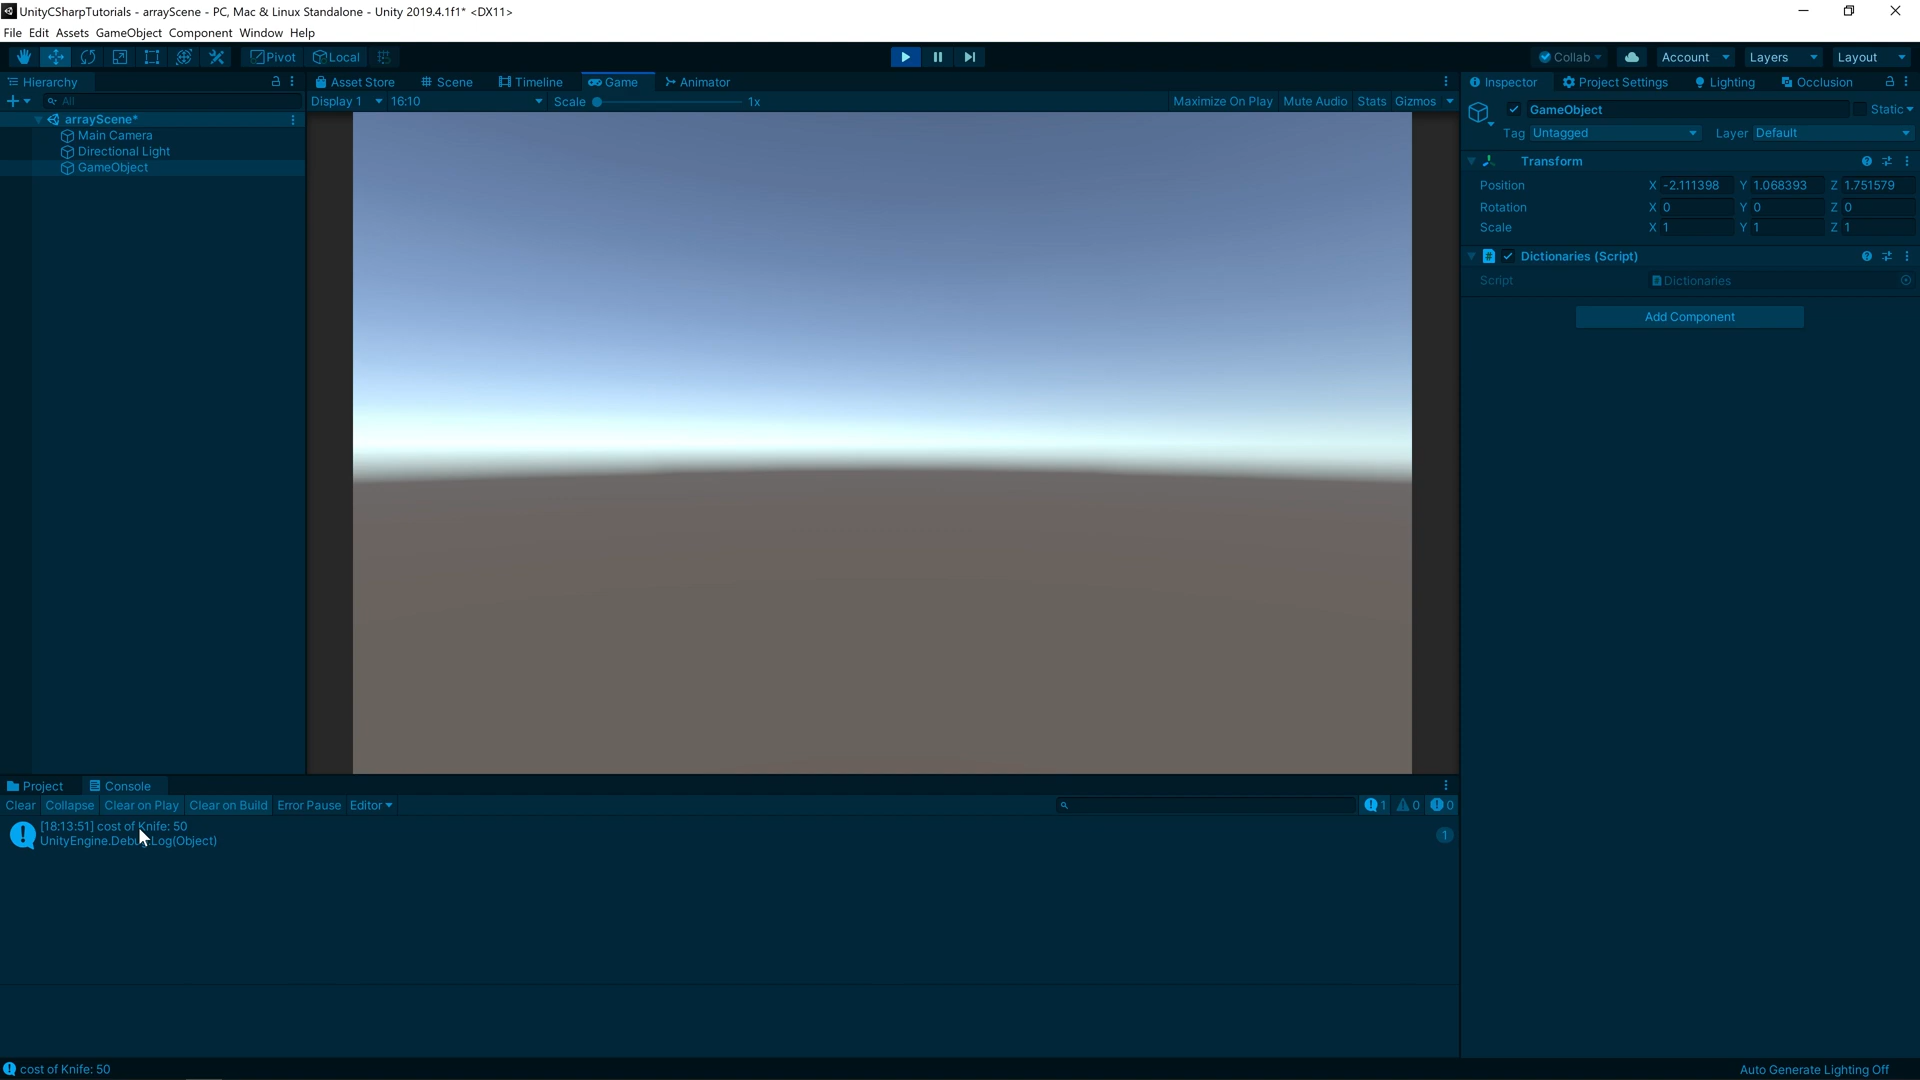 UnityCSharpTutorials - arrayScene - PC, Mac & Linux Standalone - Unity 2019.4.1f1* <DX11>
File Edit Assets GameObject Component Window Help
Pivot Local Collab Account Layers Layout
Hierarchy Asset Store Scene Timeline Game Animator Inspector Project Settings Lighting Occlusion
All Display 1 16:10 Scale 1x Maximize On Play Mute Audio Stats Gizmos
GameObject Static
arrayScene*
Main Camera
Directional Light
GameObject
Tag Untagged Layer Default
Transform
Position X -2.111398 Y 1.068393 Z 1.751579
Rotation X 0 Y 0 Z 0
Scale X 1 Y 1 Z 1
# Dictionaries (Script)
Script Dictionaries
Add Component
Project Console
Clear Collapse Clear on Play Clear on Build Error Pause Editor 1 0 0
[18:13:51] cost of Knife: 50
UnityEngine.Debug:Log(Object) 1
cost of Knife: 50
Auto Generate Lighting Off